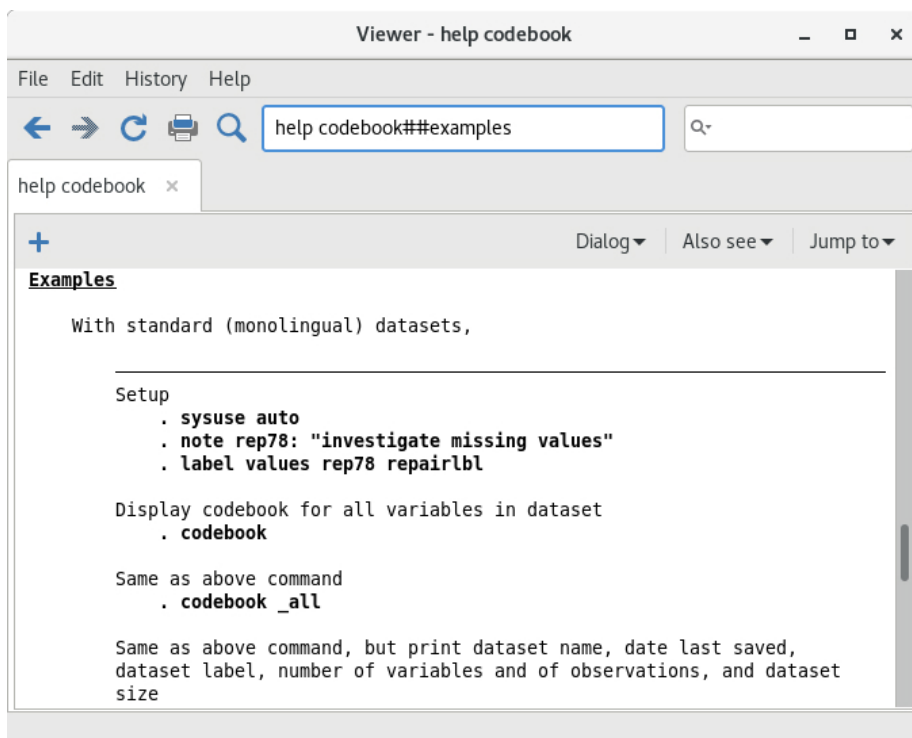 Viewer - help codebook
File Edit History Help
help codebook##examples
help codebook
Dialog Also see Jump to
Examples
With standard (monolingual) datasets,
Setup
. sysuse auto
. note rep78: "investigate missing values"
. label values rep78 repairlbl
Display codebook for all variables in dataset
. codebook
Same as above command
. codebook _all
Same as above command, but print dataset name, date last saved,
dataset label, number of variables and of observations, and dataset
size